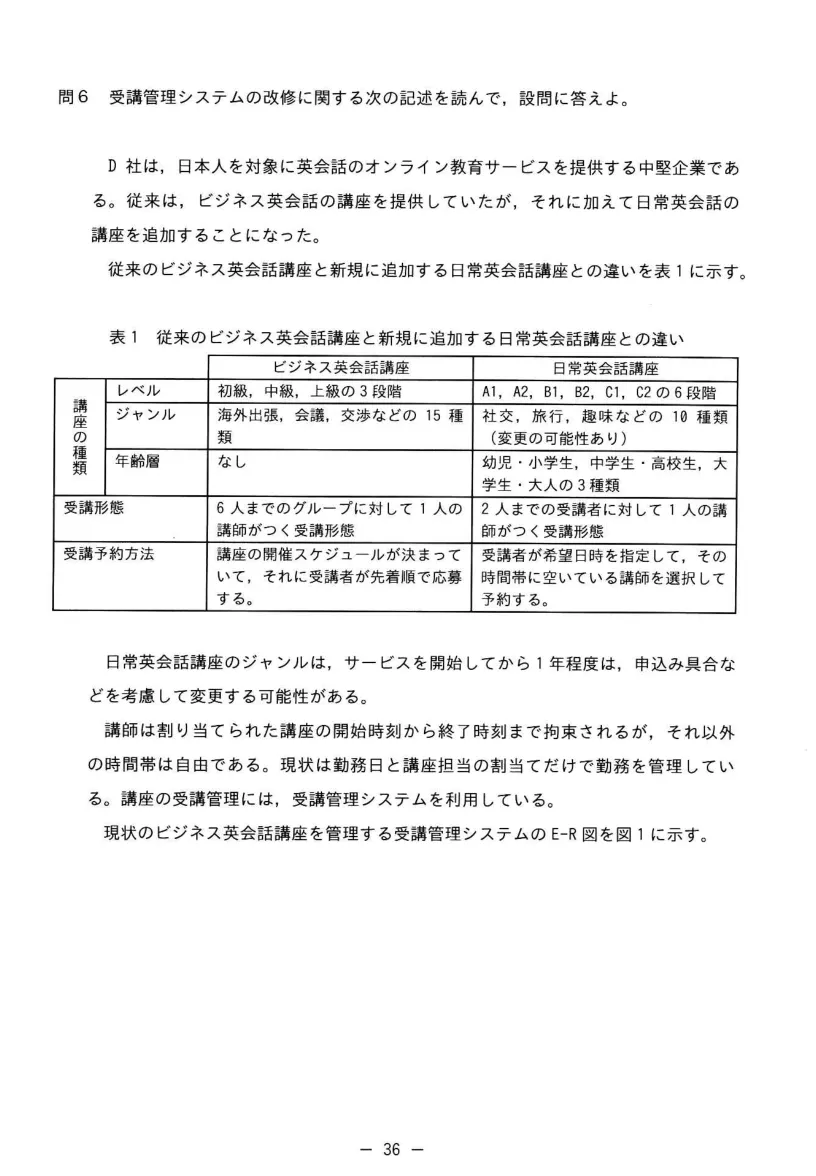 問6 受講管理システムの改修に関する次の記述を読んで，設問に答えよ。
D 社は，日本人を対象に英会話のオンライン教育サービスを提供する中堅企業であ
る。従来は，ビジネス英会話の講座を提供していたが，それに加えて日常英会話の
講座を追加することになった。
従来のビジネス英会話講座と新規に追加する日常英会話講座との違いを表1に示す。
表1 従来のビジネス英会話講座と新規に追加する日常英会話講座との違い
ビジネス英会話講座 日常英会話講座
講座の種類
レベル 初級，中級，上級の3段階 A1，A2，B1，B2，C1，C2の6段階
ジャンル 海外出張，会議，交渉などの 15 種 社交，旅行，趣味などの 10 種類
類 （変更の可能性あり）
年齢層 なし 幼児・小学生，中学生・高校生，大
学生・大人の3種類
受講形態 6 人までのグループに対して 1 人の 2 人までの受講者に対して 1 人の講
講師がつく受講形態 師がつく受講形態
受講予約方法 講座の開催スケジュールが決まって 受講者が希望日時を指定して，その
いて，それに受講者が先着順で応募 時間帯に空いている講師を選択して
する。 予約する。
日常英会話講座のジャンルは，サービスを開始してから1年程度は，申込み具合な
どを考慮して変更する可能性がある。
講師は割り当てられた講座の開始時刻から終了時刻まで拘束されるが，それ以外
の時間帯は自由である。現状は勤務日と講座担当の割当てだけで勤務を管理してい
る。講座の受講管理には，受講管理システムを利用している。
現状のビジネス英会話講座を管理する受講管理システムの E-R 図を図1に示す。
－ 36 －